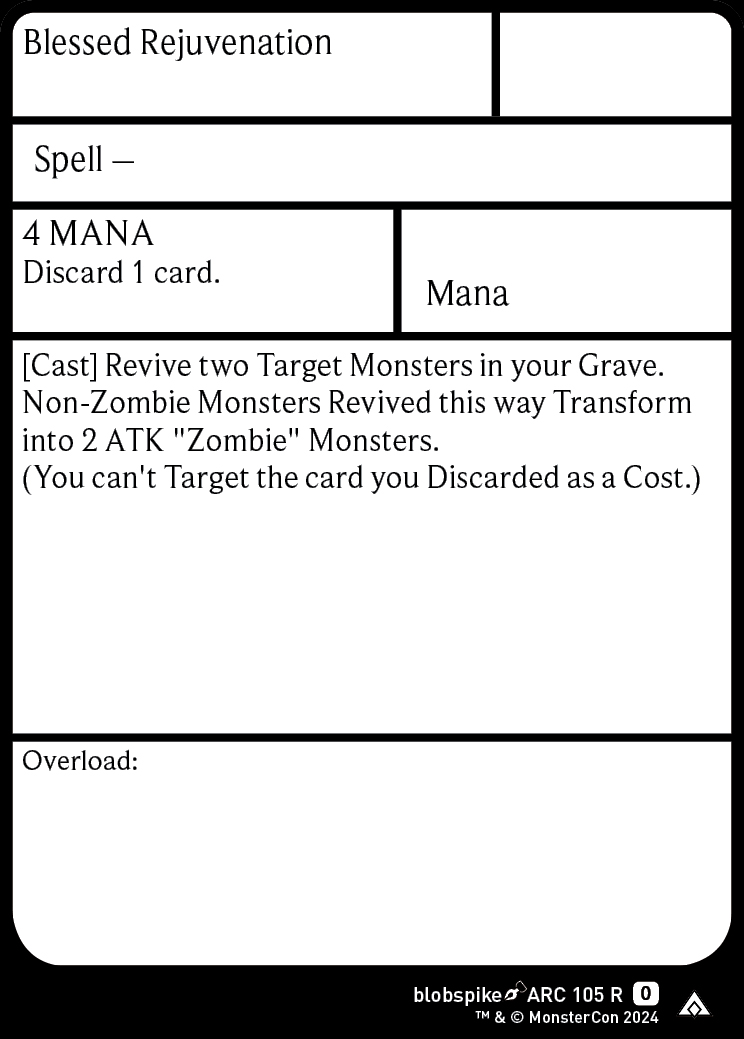 Blessed Rejuvenation
Spell —
4 MANA
Discard 1 card.
Mana
[Cast] Revive two Target Monsters in your Grave.
Non-Zombie Monsters Revived this way Transform
into 2 ATK "Zombie" Monsters.
(You can't Target the card you Discarded as a Cost.)
Overload:
blobspike ARC 105 R 0
™ & © MonsterCon 2024